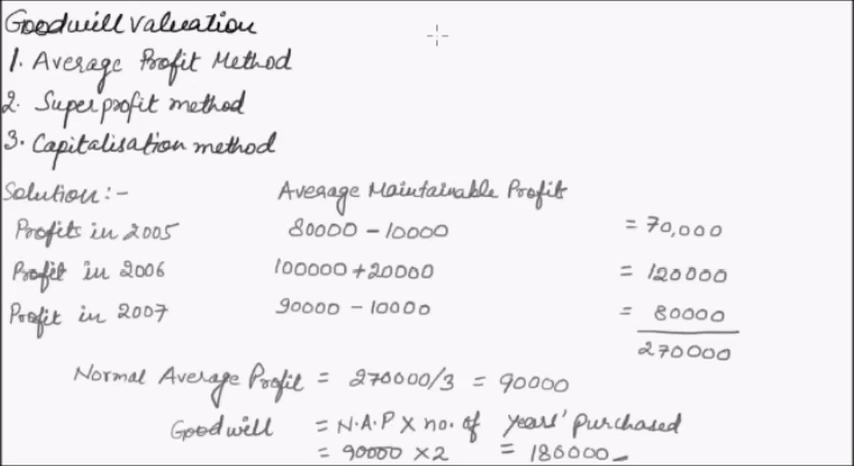 Goodwill Valuation
1. Average Profit Method
2. Superprofit method
3. Capitalisation method
Solution:- Average Maintainable Profits
Profits in 2005 80000 - 10000 = 70,000
Profit in 2006 100000 + 20000 = 120000
Profit in 2007 90000 - 10000 = 80000
270000
Normal Average Profit = 270000/3 = 90000
Goodwill = N.A.P X no. of years' purchased
= 90000 X 2 = 180000